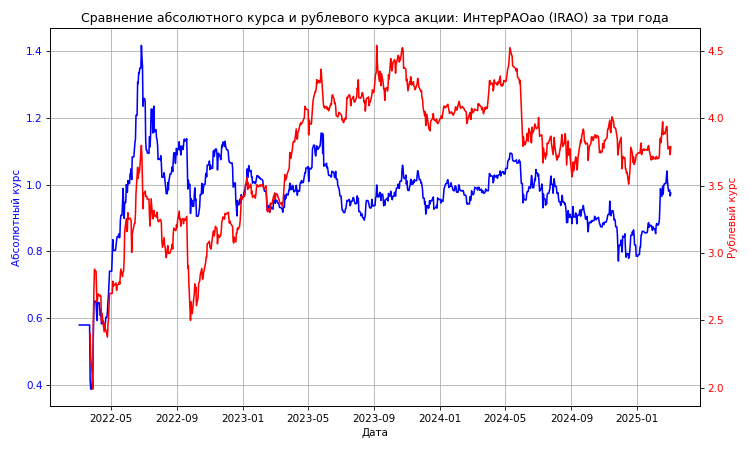 Сравнение абсолютного курса и рублевого курса акции: ИнтерРАОао (IRAO) за три года
1.4
1.2
1.0
0.8
0.6
0.4
Абсолютный курс
4.5
4.0
3.5
3.0
2.5
2.0
Рублевый курс
2022-05 2022-09 2023-01 2023-05 2023-09 2024-01 2024-05 2024-09 2025-01
Дата